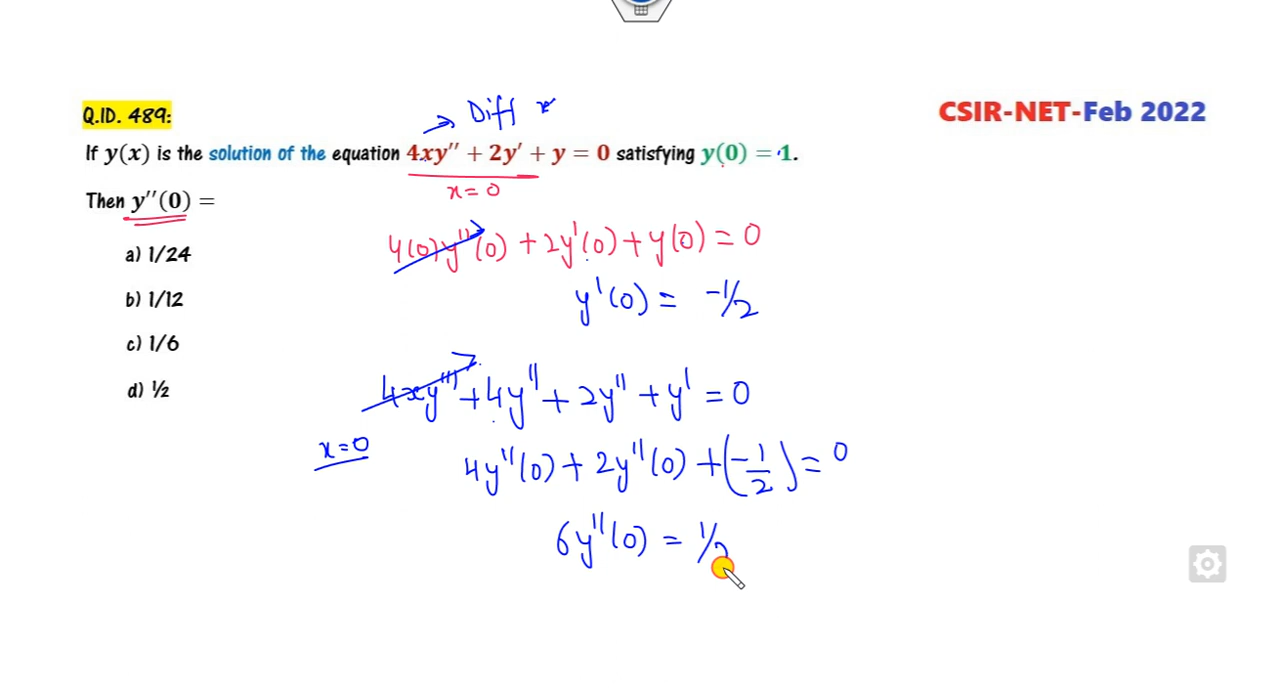 Q.ID. 489:
CSIR-NET-Feb 2022
→ Diff
If y(x) is the solution of the equation 4xy'' + 2y' + y = 0 satisfying y(0) = 1.
x = 0
Then y''(0) =
4(0)y''(0) + 2y'(0) + y(0) = 0
a) 1/24
b) 1/12
y'(0) = -1/2
c) 1/6
d) ½
4xy''' + 4y'' + 2y'' + y' = 0
x = 0
4y''(0) + 2y''(0) + (-1/2) = 0
6y''(0) = 1/2